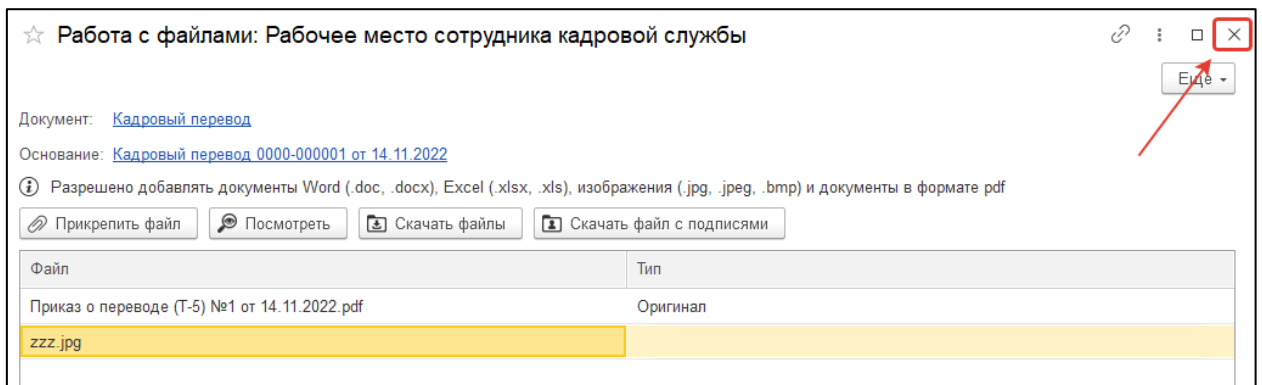 Работа с файлами: Рабочее место сотрудника кадровой службы
Еще
Документ: Кадровый перевод
Основание: Кадровый перевод 0000-000001 от 14.11.2022
Разрешено добавлять документы Word (.doc, .docx), Excel (.xlsx, .xls), изображения (.jpg, .jpeg, .bmp) и документы в формате pdf
Прикрепить файл Посмотреть Скачать файлы Скачать файл с подписями
Файл Тип
Приказ о переводе (Т-5) №1 от 14.11.2022.pdf Оригинал
zzz.jpg